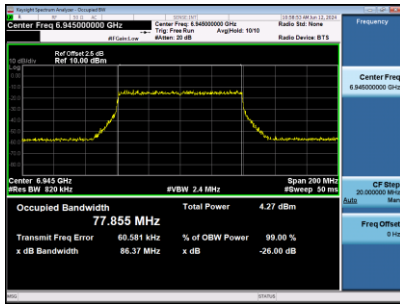 Keysight Spectrum Analyzer - Occupied BW
Center Freq 6.945000000 GHz
#IFGain:Low
Center Freq: 6.945000000 GHz
Trig: Free Run Avg|Hold: 10/10
#Atten: 20 dB
Radio Std: None
Radio Device: BTS
Frequency
Ref Offset 2.5 dB
10 dB/div Ref 10.00 dBm
Log
Center 6.945 GHz
Span 200 MHz
#Res BW 820 kHz
#VBW 2.4 MHz
#Sweep 50 ms
Occupied Bandwidth
77.855 MHz
Total Power 4.27 dBm
Transmit Freq Error 60.581 kHz
% of OBW Power 99.00 %
x dB Bandwidth 86.37 MHz
x dB -26.00 dB
Center Freq
6.945000000 GHz
CF Step
20.000000 MHz
Auto Man
Freq Offset
0 Hz
MSG
STATUS